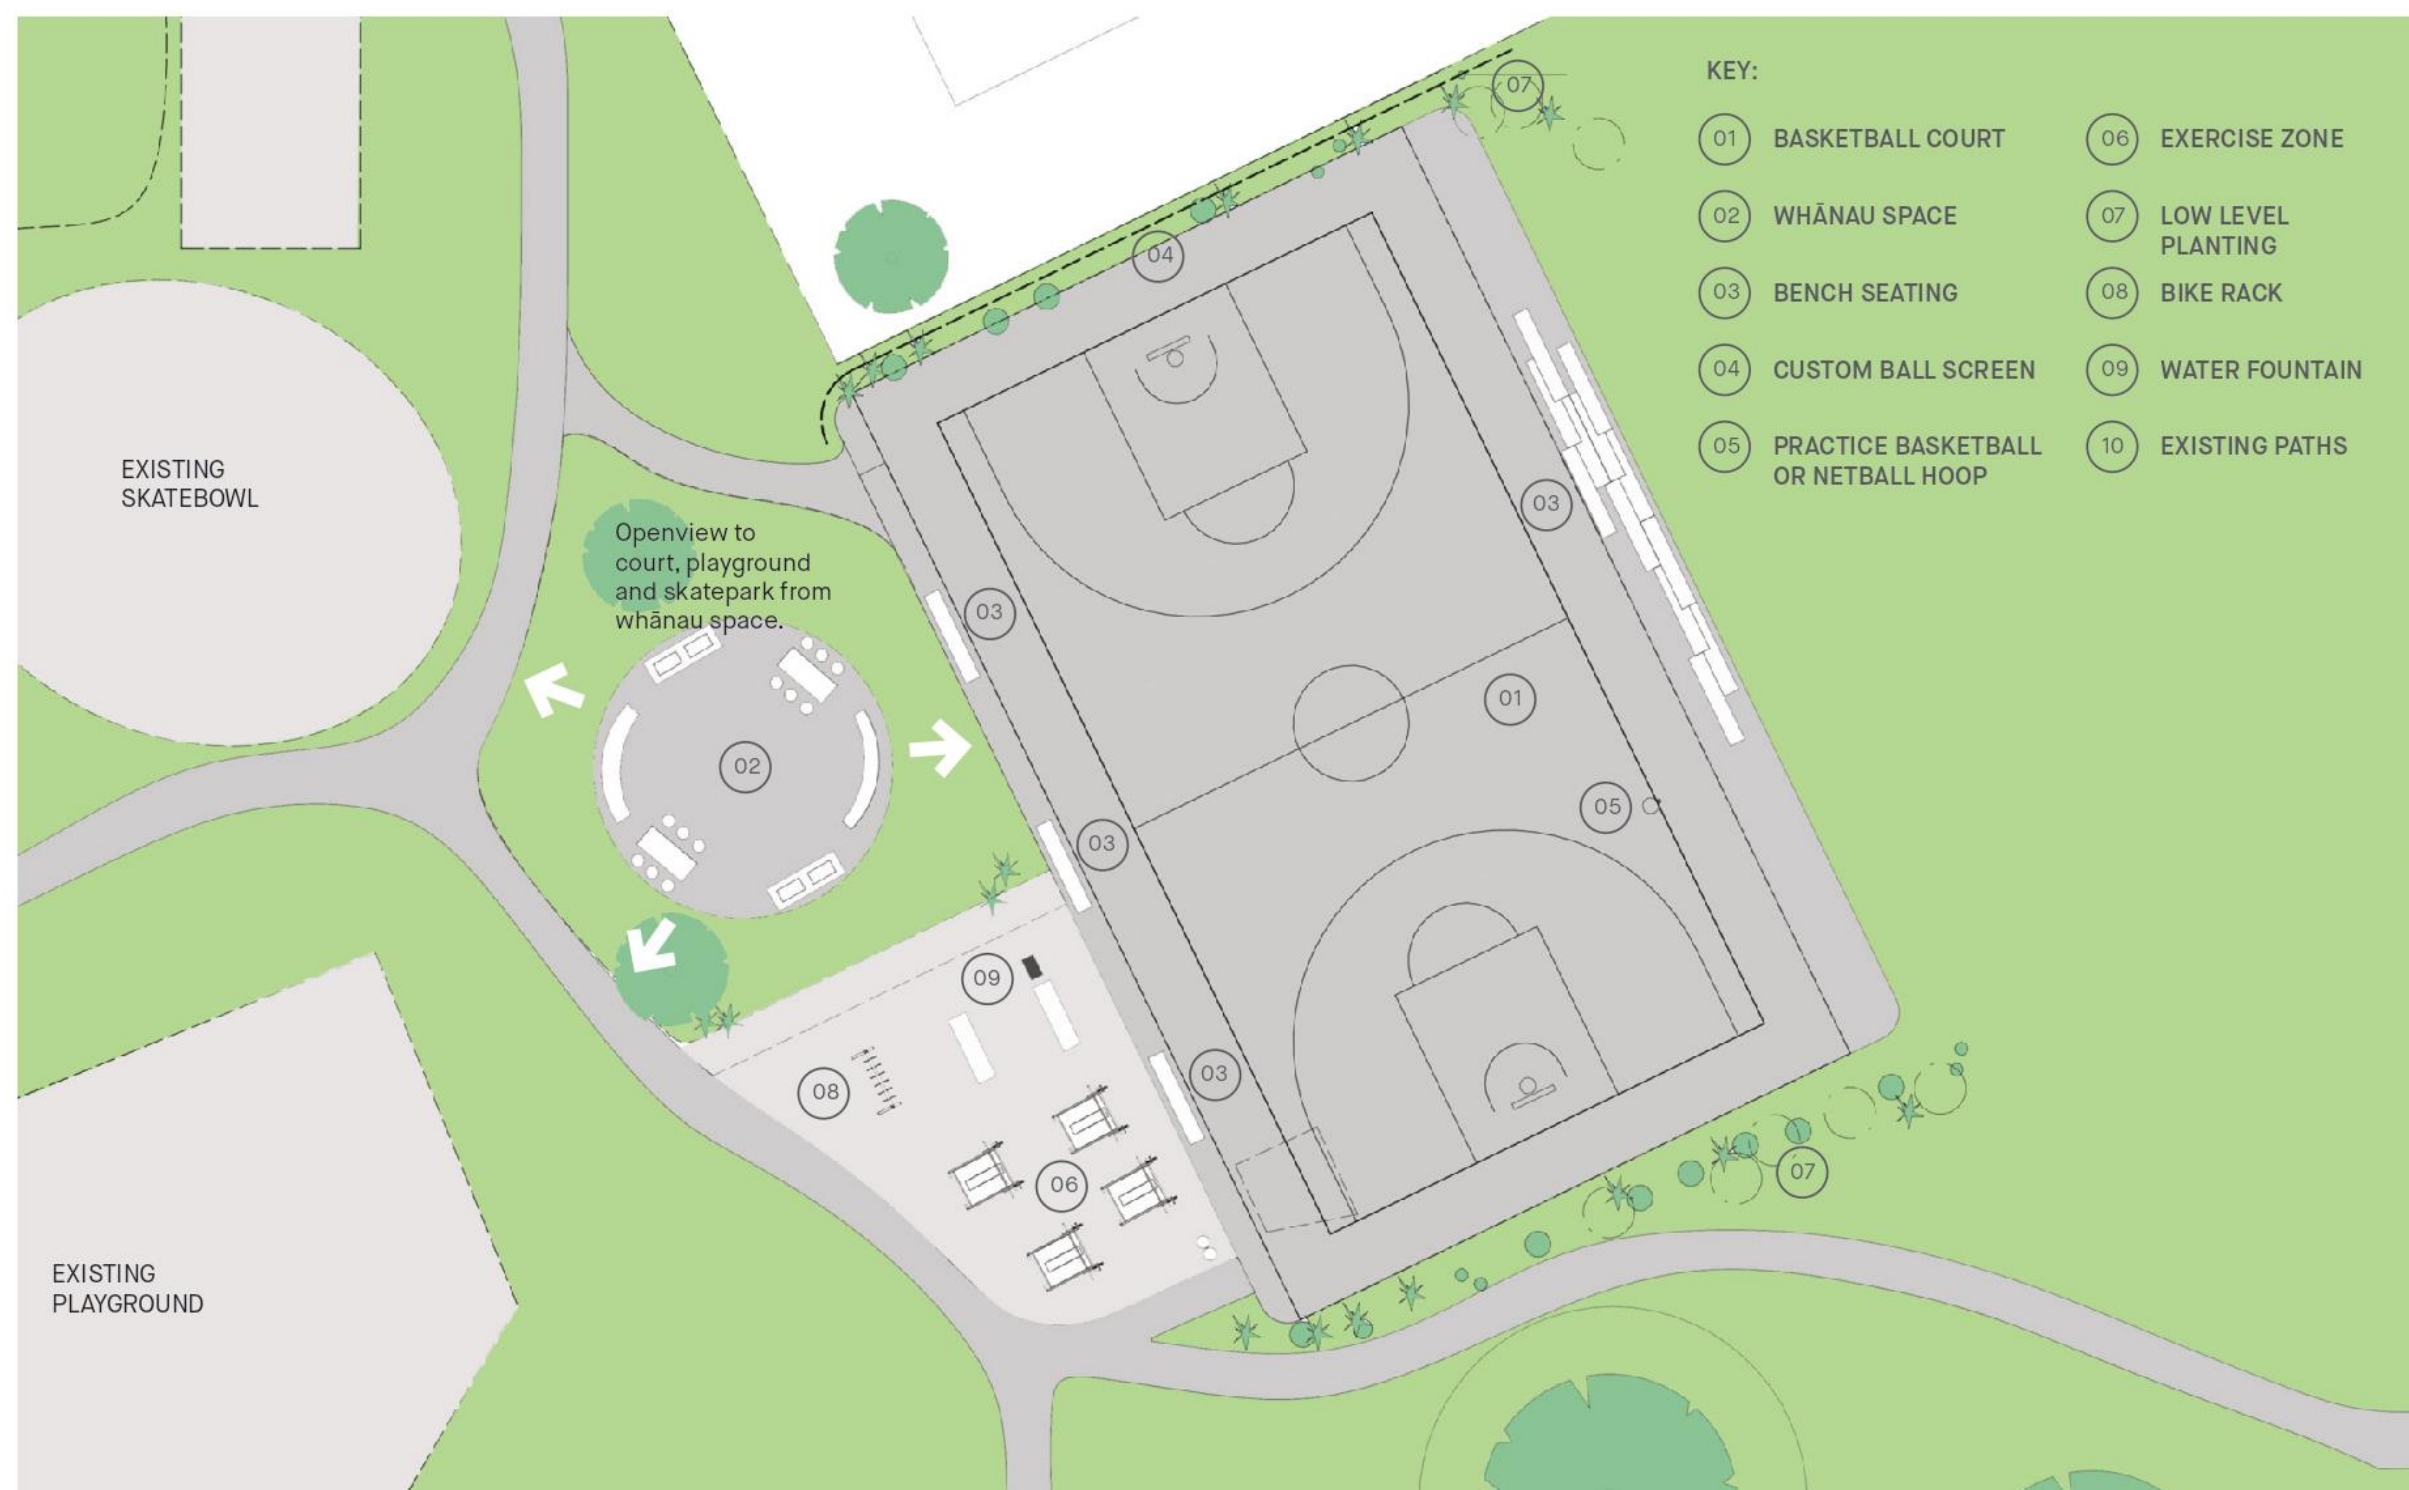 KEY:
01 BASKETBALL COURT
02 WHĀNAU SPACE
03 BENCH SEATING
04 CUSTOM BALL SCREEN
05 PRACTICE BASKETBALL
OR NETBALL HOOP
06 EXERCISE ZONE
07 LOW LEVEL
PLANTING
08 BIKE RACK
09 WATER FOUNTAIN
10 EXISTING PATHS
07
04
EXISTING
SKATEBOWL
03
Openview to
court, playground
and skatepark from
whānau space.
03
01
02
05
03
09
03
08
07
06
EXISTING
PLAYGROUND